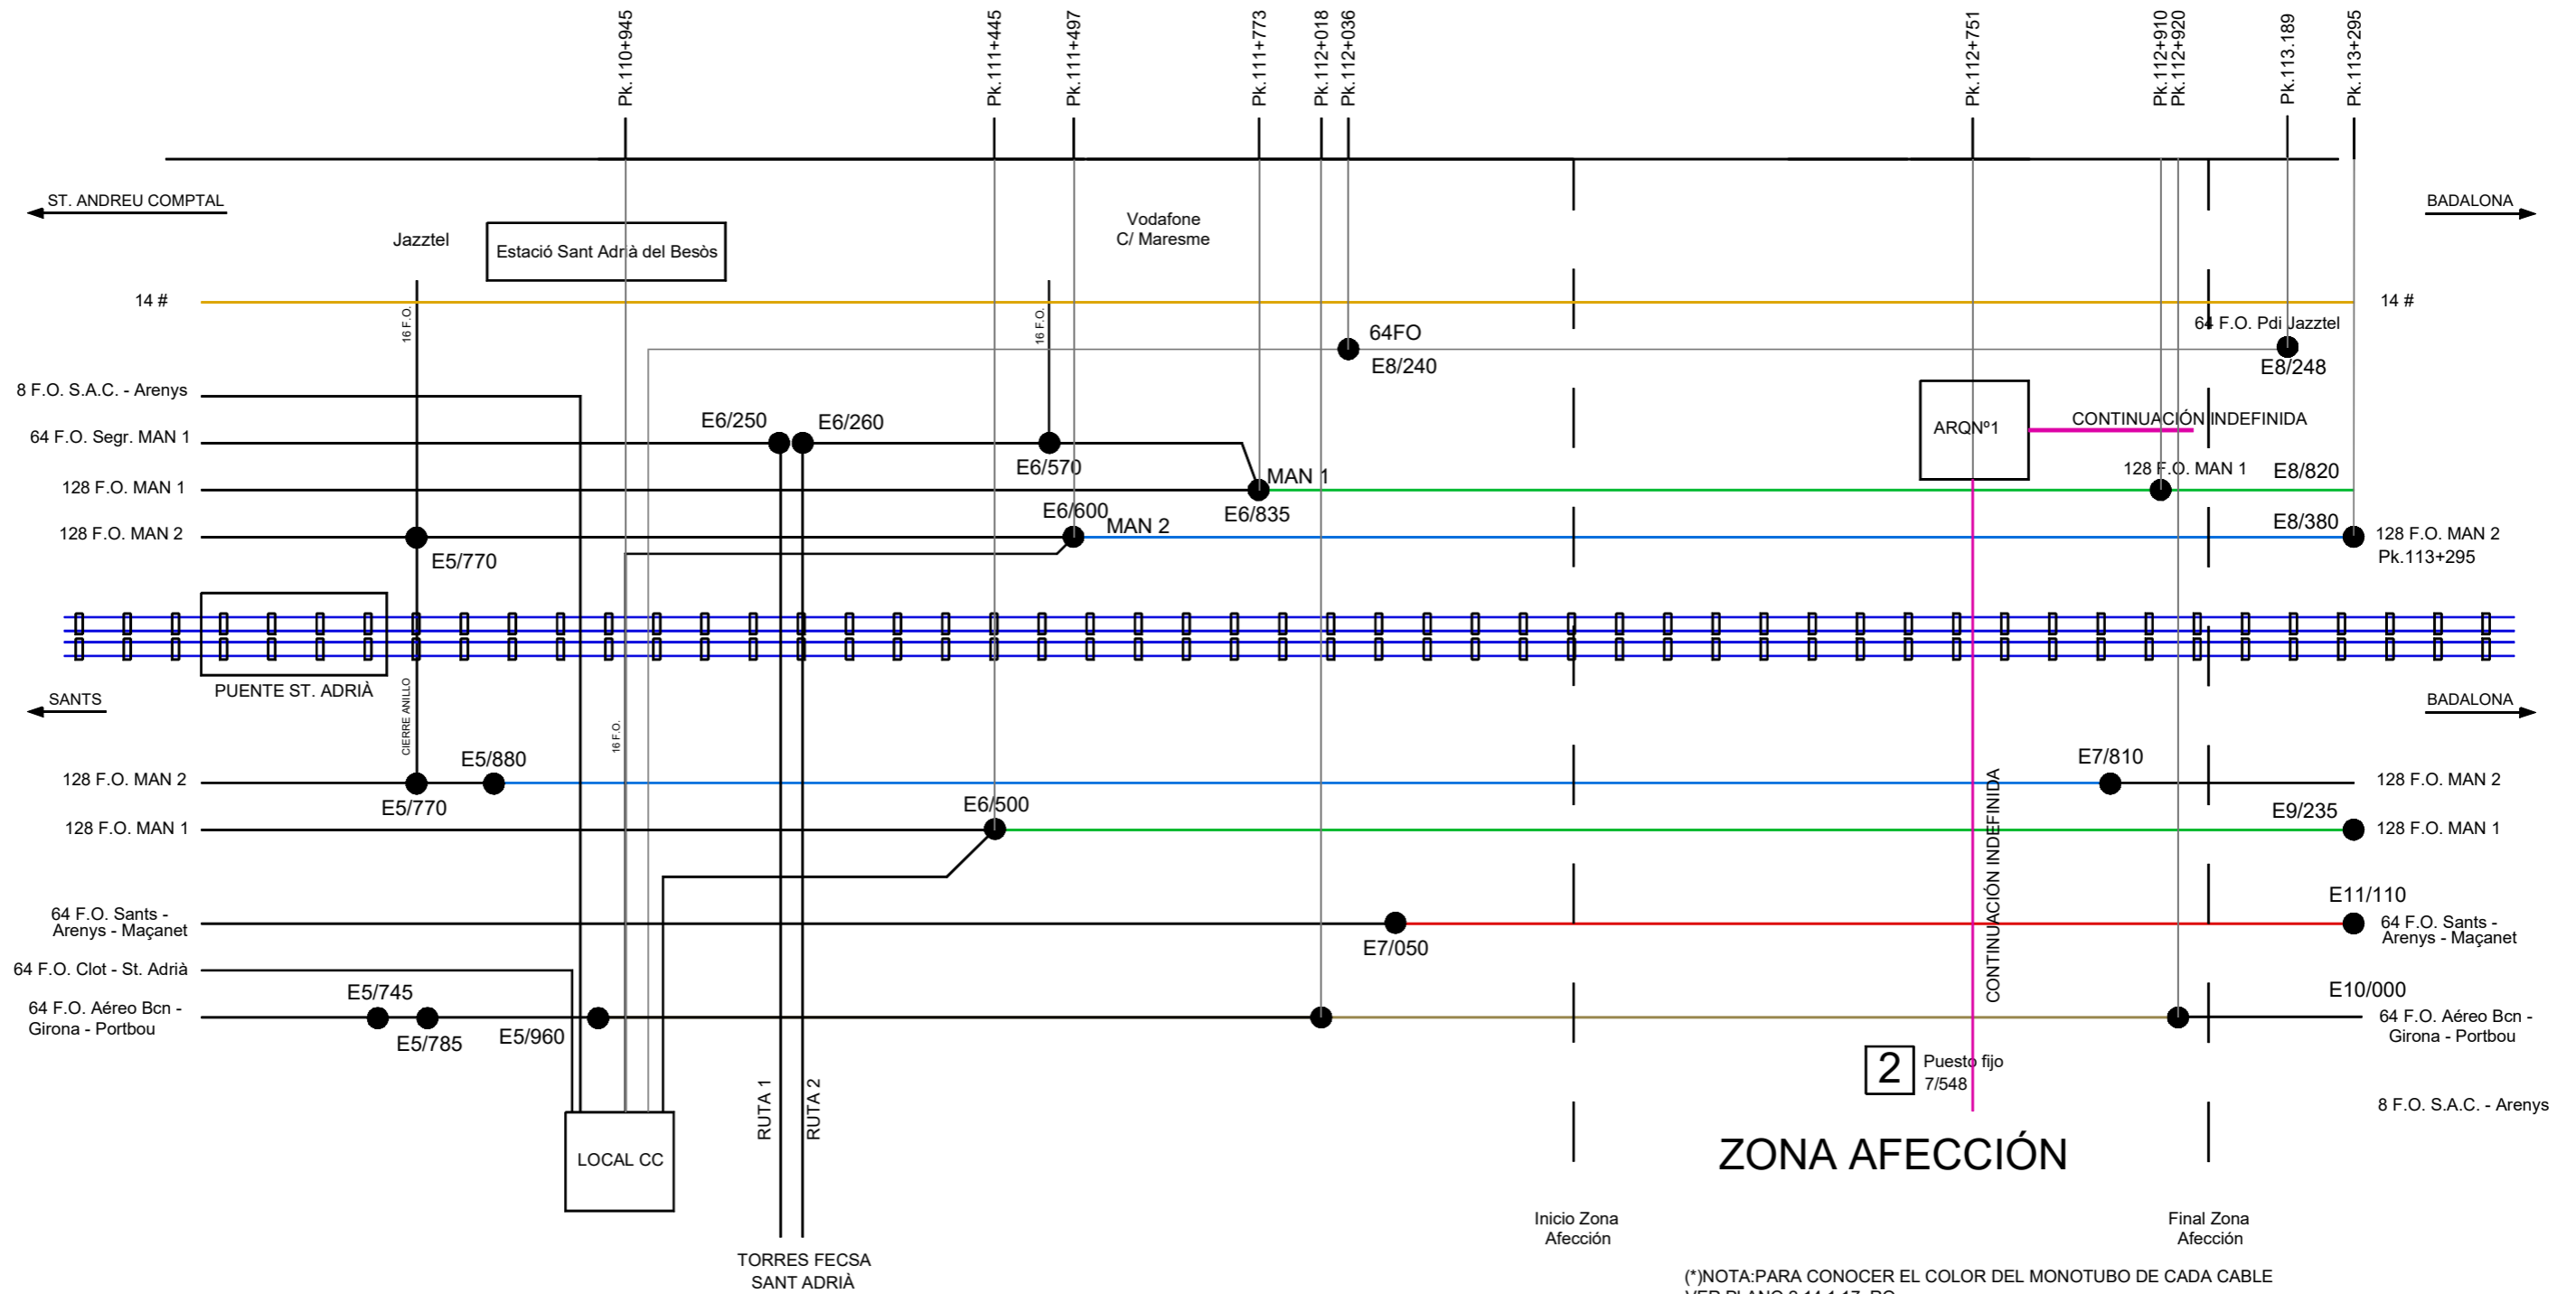 Pk.110+945
Pk.111+445
Pk.111+497
Pk.111+773
Pk.112+018
Pk.112+036
Pk.112+751
Pk.112+910
Pk.112+920
Pk.113.189
Pk.113+295
ST. ANDREU COMPTAL
BADALONA
Jazztel
Estació Sant Adrià del Besòs
Vodafone
C/ Maresme
14 #
14 #
16 F.O.
16 F.O.
64FO
E8/240
64 F.O. Pdi Jazztel
E8/248
8 F.O. S.A.C. - Arenys
64 F.O. Segr. MAN 1
E6/250
E6/260
E6/570
ARQNº1
CONTINUACIÓN INDEFINIDA
128 F.O. MAN 1
MAN 1
E6/835
128 F.O. MAN 1
E8/820
128 F.O. MAN 2
E5/770
E6/600
MAN 2
E8/380
128 F.O. MAN 2
Pk.113+295
PUENTE ST. ADRIÀ
SANTS
BADALONA
CIERRE ANILLO
16 F.O.
128 F.O. MAN 2
E5/770
E5/880
E7/810
128 F.O. MAN 2
128 F.O. MAN 1
E6/500
E9/235
128 F.O. MAN 1
CONTINUACIÓN INDEFINIDA
64 F.O. Sants -
Arenys - Maçanet
E7/050
E11/110
64 F.O. Sants -
Arenys - Maçanet
64 F.O. Clot - St. Adrià
64 F.O. Aéreo Bcn -
Girona - Portbou
E5/745
E5/785
E5/960
E10/000
64 F.O. Aéreo Bcn -
Girona - Portbou
2
Puesto fijo
7/548
8 F.O. S.A.C. - Arenys
RUTA 1
RUTA 2
LOCAL CC
ZONA AFECCIÓN
Inicio Zona
Afección
Final Zona
Afección
TORRES FECSA
SANT ADRIÀ
(*)NOTA:PARA CONOCER EL COLOR DEL MONOTUBO DE CADA CABLE